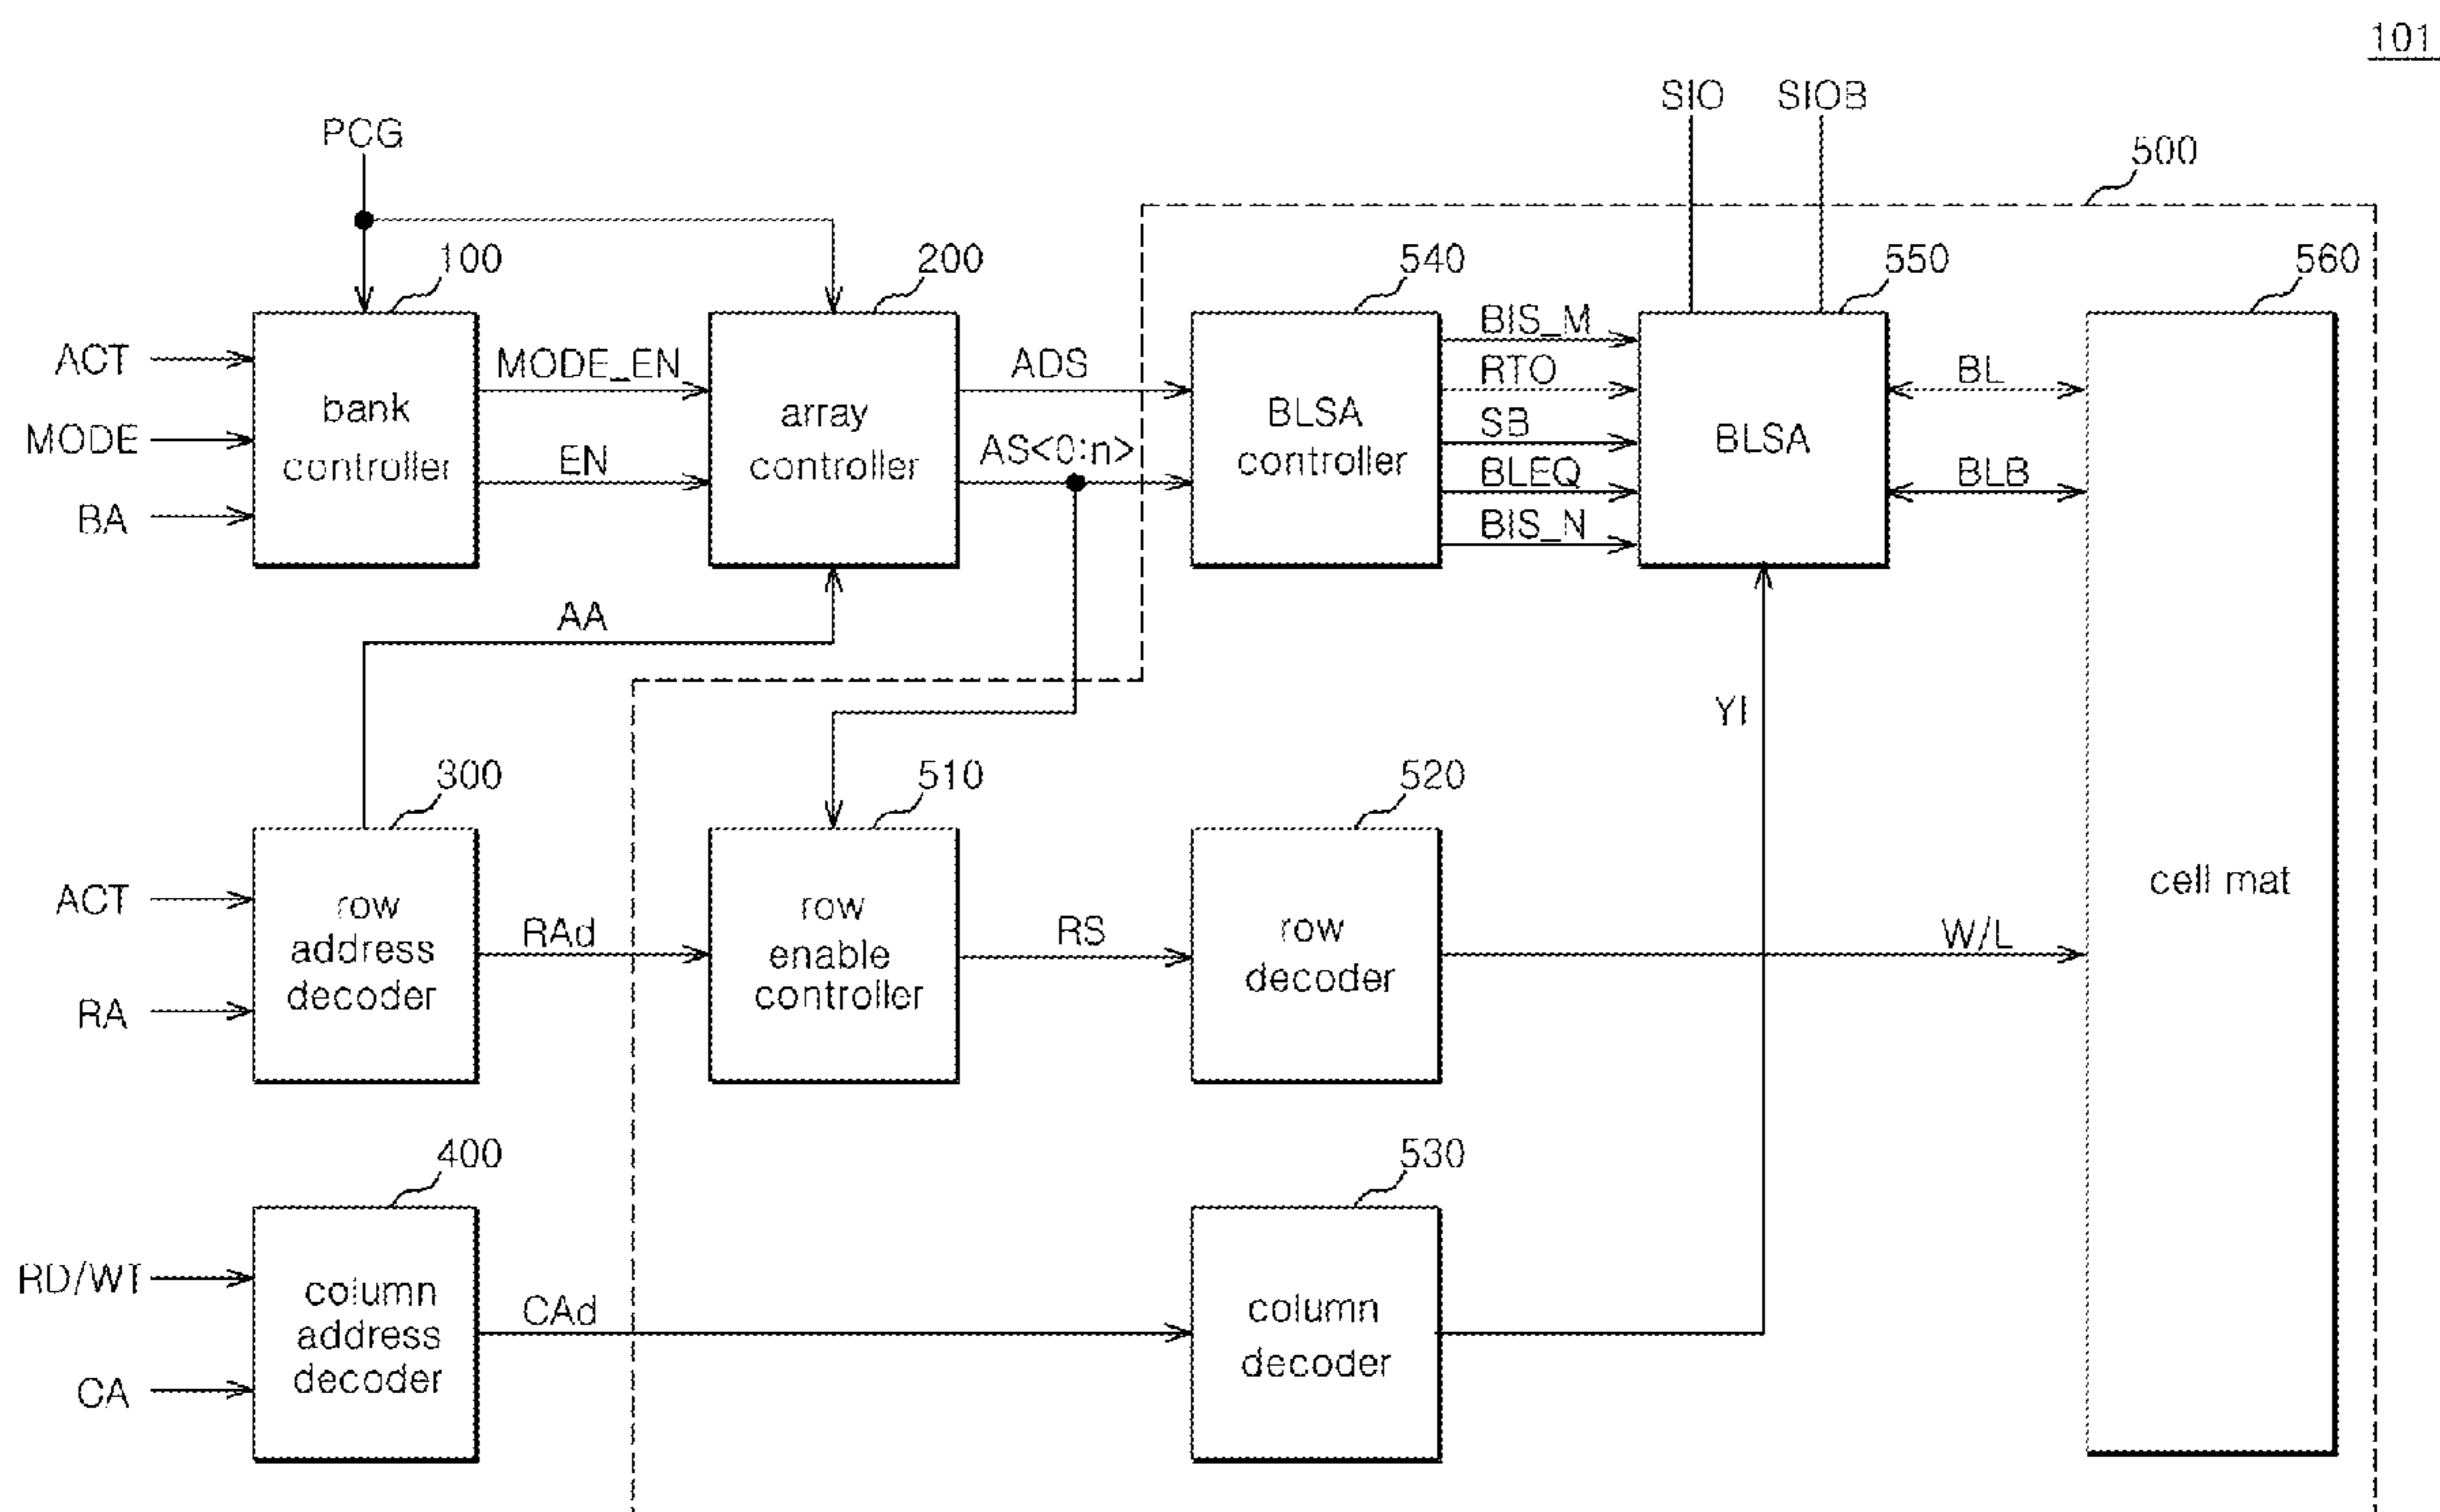 101
SIO SIOB
PCG
500
100 200 540 550 560
BIS_M
ACT MODE_EN ADS RTO BL
bank controller
array controller
BLSA controller
BLSA
SB
MODE
EN AS<0:n> BLEQ BLB
BA
BIS_N
AA
YI
300 510 520
ACT
row address decoder
row enable controller
row decoder
cell mat
RAd RS W/L
RA
400 530
RD/WT
column address decoder
column decoder
CAd
CA